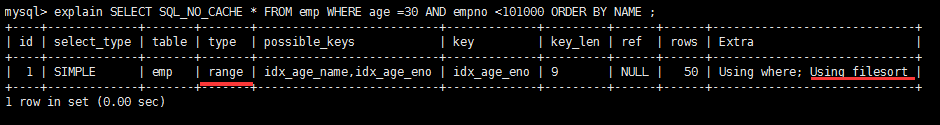 mysql> explain SELECT SQL_NO_CACHE * FROM emp WHERE age =30 AND empno <101000 ORDER BY NAME ;
+----+-------------+-------+-------+--------------------------+-------------+---------+------+------+-----------------------------+
| id | select_type | table | type | possible_keys | key | key_len | ref | rows | Extra |
+----+-------------+-------+-------+--------------------------+-------------+---------+------+------+-----------------------------+
| 1 | SIMPLE | emp | range | idx_age_name,idx_age_eno | idx_age_eno | 9 | NULL | 50 | Using where; Using filesort |
+----+-------------+-------+-------+--------------------------+-------------+---------+------+------+-----------------------------+
1 row in set (0.00 sec)